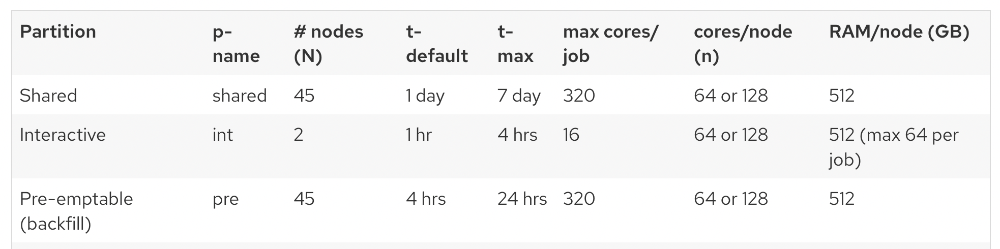 Partition p-name # nodes (N) t-default t-max max cores/job cores/node (n) RAM/node (GB)
Shared shared 45 1 day 7 day 320 64 or 128 512
Interactive int 2 1 hr 4 hrs 16 64 or 128 512 (max 64 per job)
Pre-emptable (backfill) pre 45 4 hrs 24 hrs 320 64 or 128 512